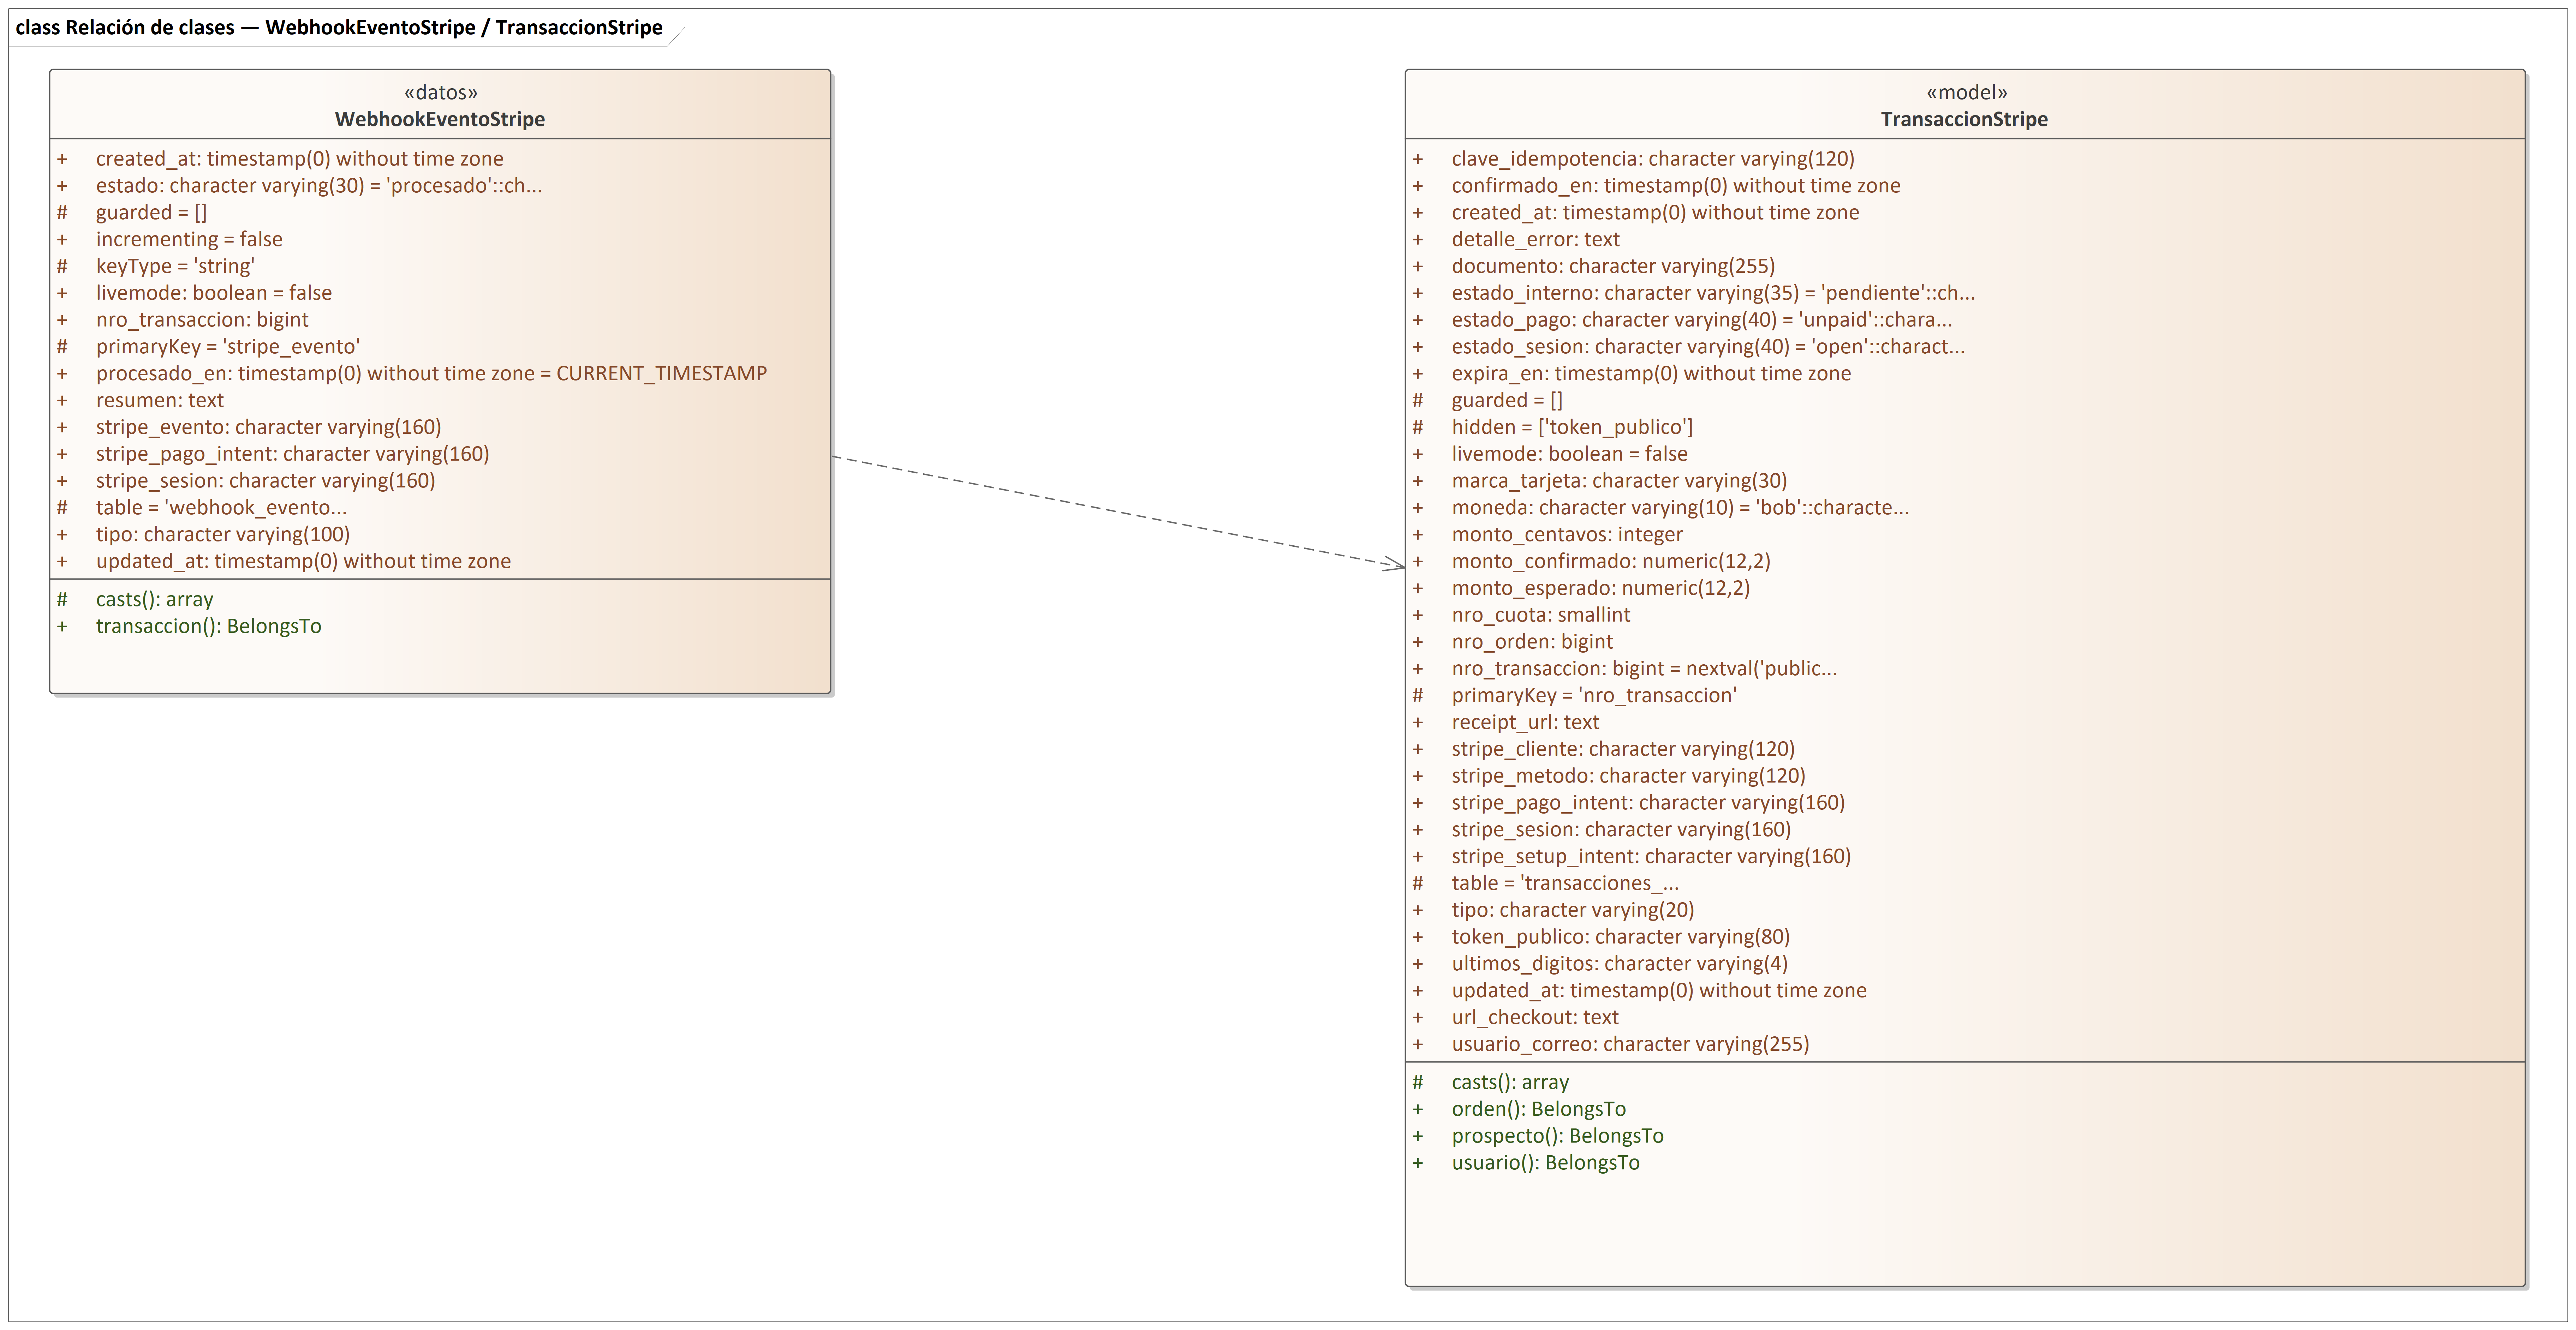 class Relación de clases — WebhookEventoStripe / TransaccionStripe
«datos»
WebhookEventoStripe
+ created_at: timestamp(0) without time zone
+ estado: character varying(30) = 'procesado'::ch...
# guarded = []
+ incrementing = false
# keyType = 'string'
+ livemode: boolean = false
+ nro_transaccion: bigint
# primaryKey = 'stripe_evento'
+ procesado_en: timestamp(0) without time zone = CURRENT_TIMESTAMP
+ resumen: text
+ stripe_evento: character varying(160)
+ stripe_pago_intent: character varying(160)
+ stripe_sesion: character varying(160)
# table = 'webhook_evento...
+ tipo: character varying(100)
+ updated_at: timestamp(0) without time zone
# casts(): array
+ transaccion(): BelongsTo
«model»
TransaccionStripe
+ clave_idempotencia: character varying(120)
+ confirmado_en: timestamp(0) without time zone
+ created_at: timestamp(0) without time zone
+ detalle_error: text
+ documento: character varying(255)
+ estado_interno: character varying(35) = 'pendiente'::ch...
+ estado_pago: character varying(40) = 'unpaid'::chara...
+ estado_sesion: character varying(40) = 'open'::charact...
+ expira_en: timestamp(0) without time zone
# guarded = []
# hidden = ['token_publico']
+ livemode: boolean = false
+ marca_tarjeta: character varying(30)
+ moneda: character varying(10) = 'bob'::characte...
+ monto_centavos: integer
+ monto_confirmado: numeric(12,2)
+ monto_esperado: numeric(12,2)
+ nro_cuota: smallint
+ nro_orden: bigint
+ nro_transaccion: bigint = nextval('public...
# primaryKey = 'nro_transaccion'
+ receipt_url: text
+ stripe_cliente: character varying(120)
+ stripe_metodo: character varying(120)
+ stripe_pago_intent: character varying(160)
+ stripe_sesion: character varying(160)
+ stripe_setup_intent: character varying(160)
# table = 'transacciones_...
+ tipo: character varying(20)
+ token_publico: character varying(80)
+ ultimos_digitos: character varying(4)
+ updated_at: timestamp(0) without time zone
+ url_checkout: text
+ usuario_correo: character varying(255)
# casts(): array
+ orden(): BelongsTo
+ prospecto(): BelongsTo
+ usuario(): BelongsTo